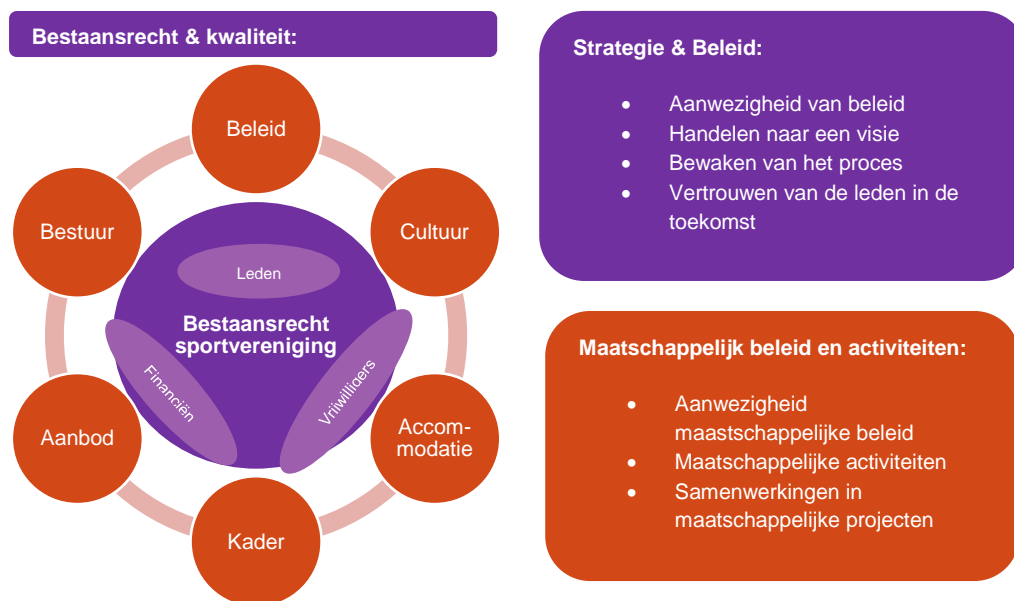 Bestaansrecht & kwaliteit:
Beleid
Bestuur
Cultuur
Leden
Bestaansrecht
sportvereniging
Financiën
Vrijwilligers
Aanbod
Accom-
modatie
Kader
Strategie & Beleid:
• Aanwezigheid van beleid
• Handelen naar een visie
• Bewaken van het proces
• Vertrouwen van de leden in de
toekomst
Maatschappelijk beleid en activiteiten:
• Aanwezigheid
maastschappelijke beleid
• Maatschappelijke activiteiten
• Samenwerkingen in
maatschappelijke projecten